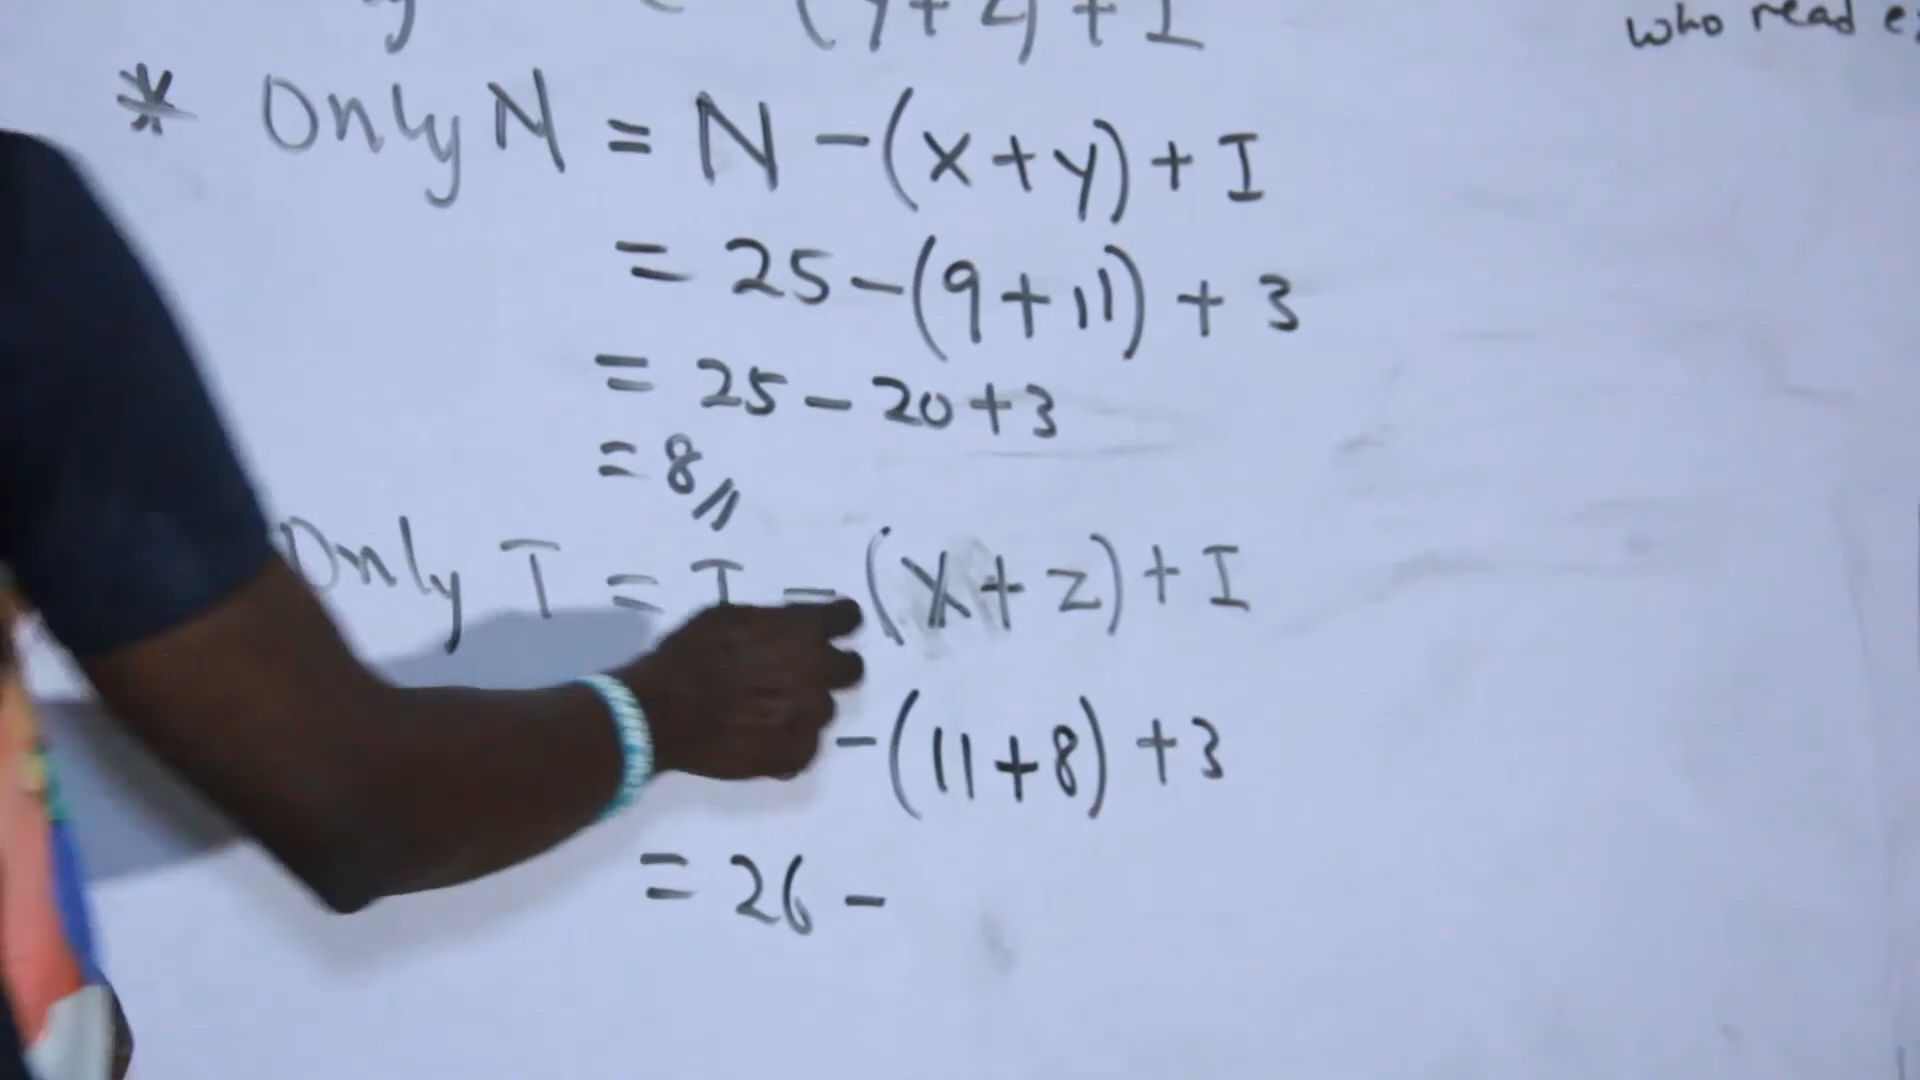 (y+z)+I
who read
* Only N = N-(x+y)+I
= 25-(9+11)+3
= 25-20+3
= 8
Only T = T-(x+z)+I
-(11+8)+3
= 26-